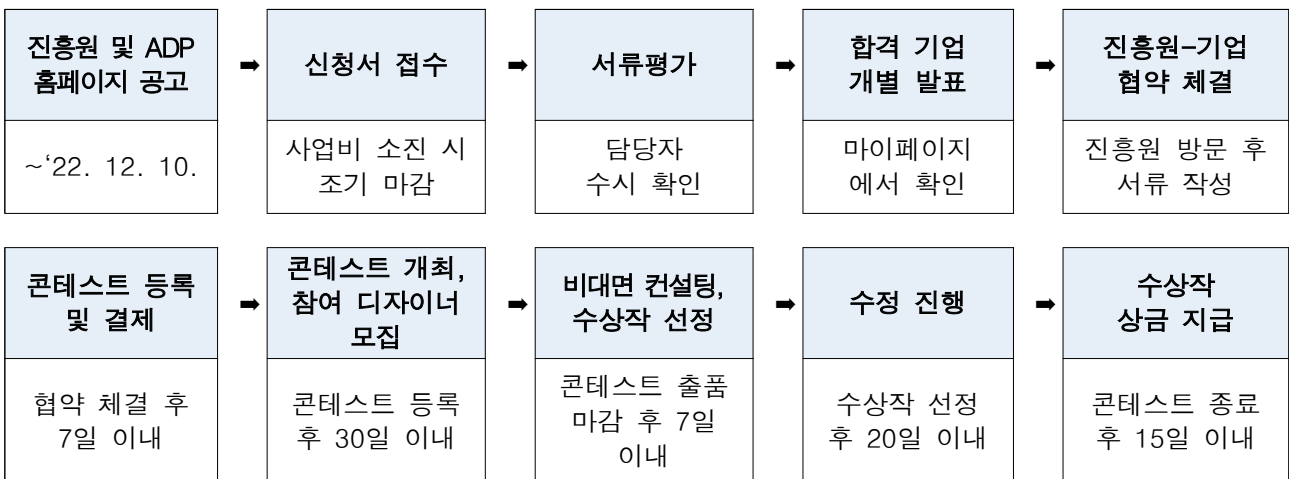 진흥원 및 ADP
홈페이지 공고
➡
신청서 접수
➡
서류평가
➡
합격 기업
개별 발표
➡
진흥원-기업
협약 체결
~‘22. 12. 10.
사업비 소진 시
조기 마감
담당자
수시 확인
마이페이지
에서 확인
진흥원 방문 후
서류 작성
콘테스트 등록
및 결제
➡
콘테스트 개최,
참여 디자이너
모집
➡
비대면 컨설팅,
수상작 선정
➡
수정 진행
➡
수상작
상금 지급
협약 체결 후
7일 이내
콘테스트 등록
후 30일 이내
콘테스트 출품
마감 후 7일
이내
수상작 선정
후 20일 이내
콘테스트 종료
후 15일 이내